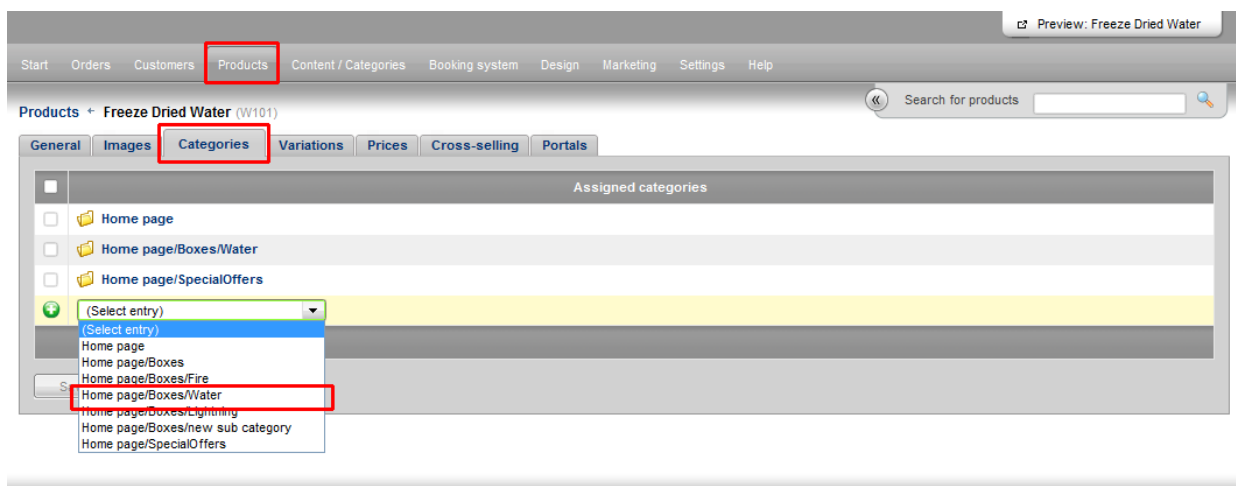 Preview: Freeze Dried Water
Start Orders Customers Products Content / Categories Booking system Design Marketing Settings Help
Search for products
Products Freeze Dried Water (W101)
General Images Categories Variations Prices Cross-selling Portals
Assigned categories
Home page
Home page/Boxes/Water
Home page/SpecialOffers
(Select entry)
(Select entry)
Home page
Home page/Boxes
Home page/Boxes/Fire
Home page/Boxes/Water
Home page/Boxes/Lightning
Home page/Boxes/new sub category
Home page/SpecialOffers